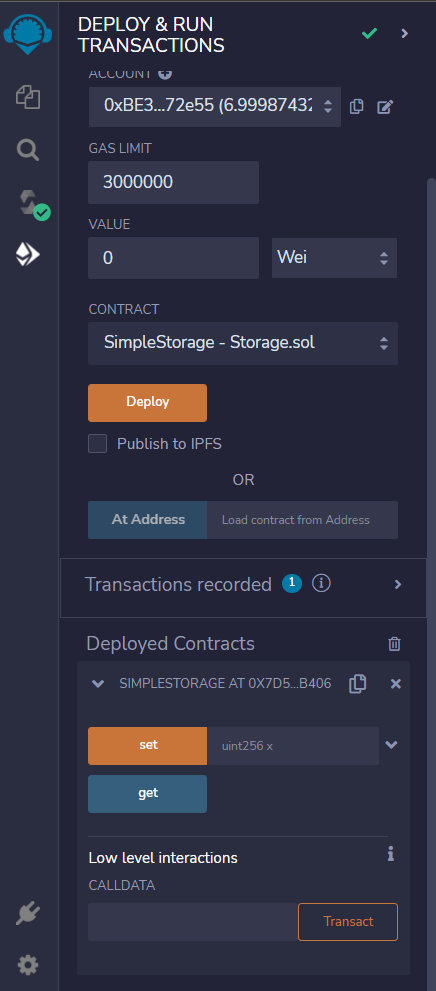 DEPLOY & RUN
TRANSACTIONS
ACCOUNT
0xBE3...72e55 (6.99987432
GAS LIMIT
3000000
VALUE
0
Wei
CONTRACT
SimpleStorage - Storage.sol
Deploy
Publish to IPFS
OR
At Address
Load contract from Address
Transactions recorded 1
Deployed Contracts
SIMPLESTORAGE AT 0X7D5...B406
set
uint256 x
get
Low level interactions
CALLDATA
Transact